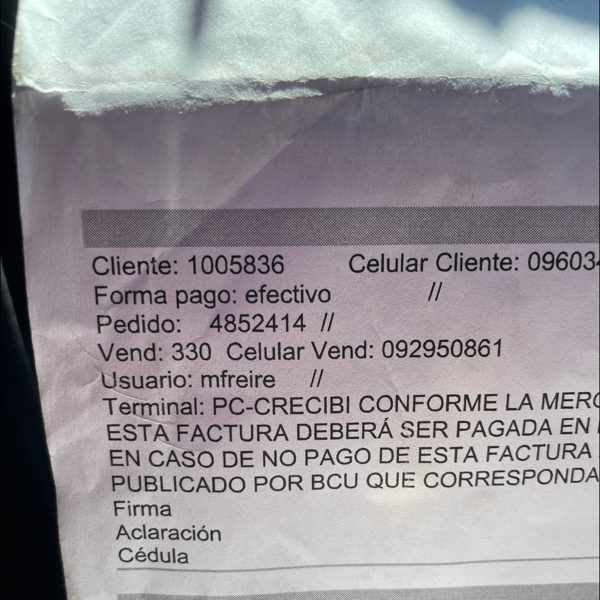 Cliente: 1005836 Celular Cliente: 09603
Forma pago: efectivo //
Pedido: 4852414 //
Vend: 330 Celular Vend: 092950861
Usuario: mfreire //
Terminal: PC-CRECIBI CONFORME LA MERC
ESTA FACTURA DEBERÁ SER PAGADA EN
EN CASO DE NO PAGO DE ESTA FACTURA
PUBLICADO POR BCU QUE CORRESPONDA
Firma
Aclaración
Cédula